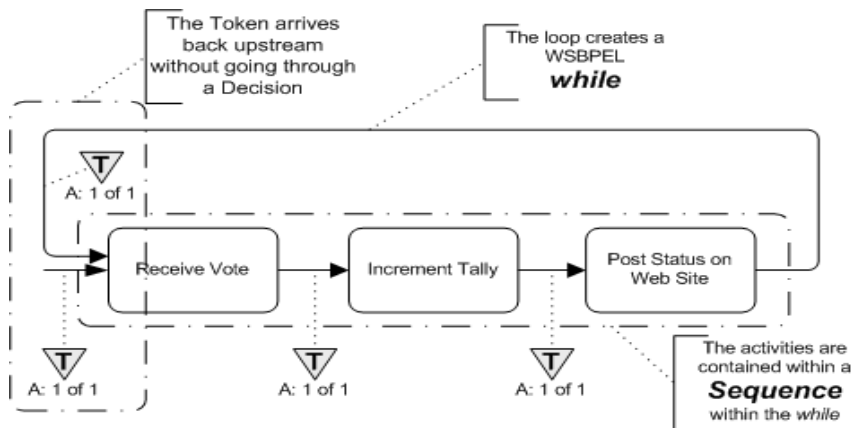 The Token arrives
back upstream
without going through
a Decision
The loop creates a
WSBPEL
while
T
A: 1 of 1
Receive Vote
Increment Tally
Post Status on
Web Site
T
A: 1 of 1
T
A: 1 of 1
T
A: 1 of 1
The activities are
contained within a
Sequence
within the while